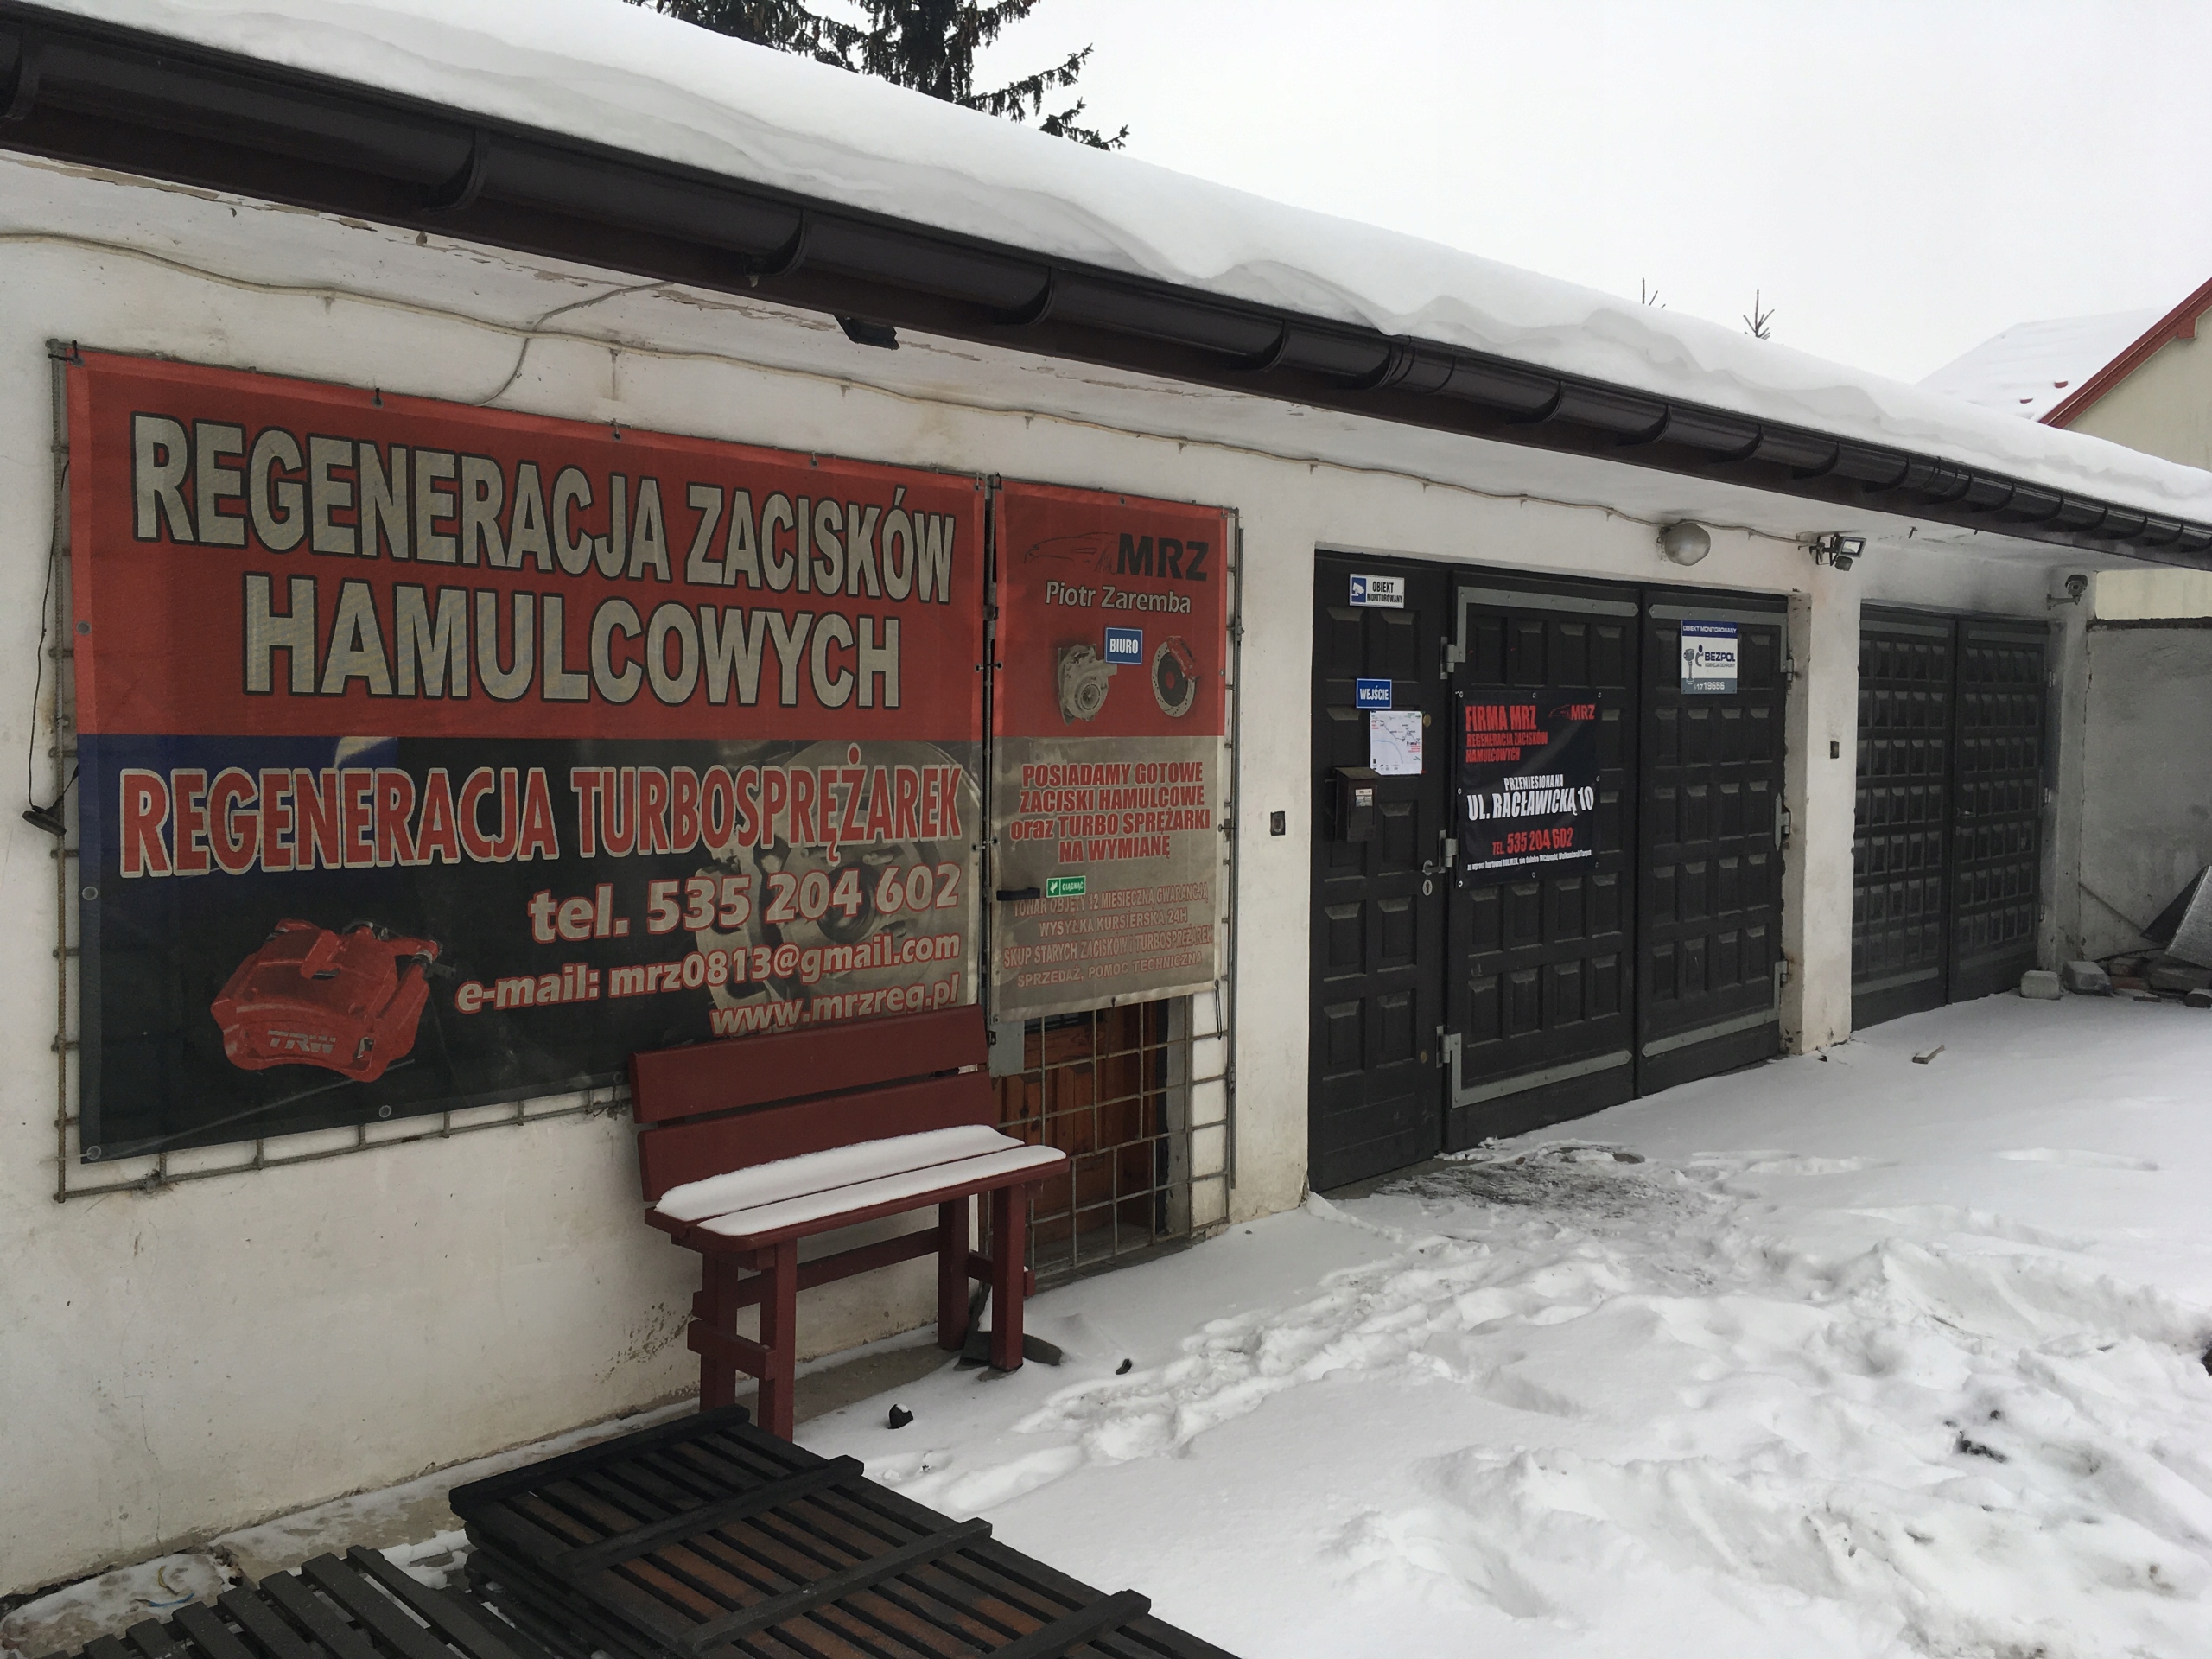 REGENERACJA ZACISKÓW
HAMULCOWYCH
REGENERACJA TURBOSPRĘŻAREK
tel. 535 204 602
e-mail: mrz0813@gmail.com
www.mrzreg.pl
TRW
MRZ
Piotr Zaremba
BIURO
POSIADAMY GOTOWE
ZACISKI HAMULCOWE
oraz TURBO SPRĘŻARKI
NA WYMIANĘ
CIĄGNĄĆ
TOWAR OBJĘTY 12 MIESIĘCZNĄ GWARANCJĄ
WYSYŁKA KURSIERSKA 24H
SKUP STARYCH ZACISKÓW i TURBOSPRĘŻAREK
SPRZEDAŻ, POMOC TECHNICZNA
OBIEKT
MONITOROWANY
WEJŚCIE
FIRMA MRZ
MRZ
REGENERACJA ZACISKÓW
HAMULCOWYCH
PRZENIESIONA NA
UL. RACŁAWICKĄ 10
TEL. 535 204 602
OBIEKT MONITOROWANY
BEZPOL
17 19656